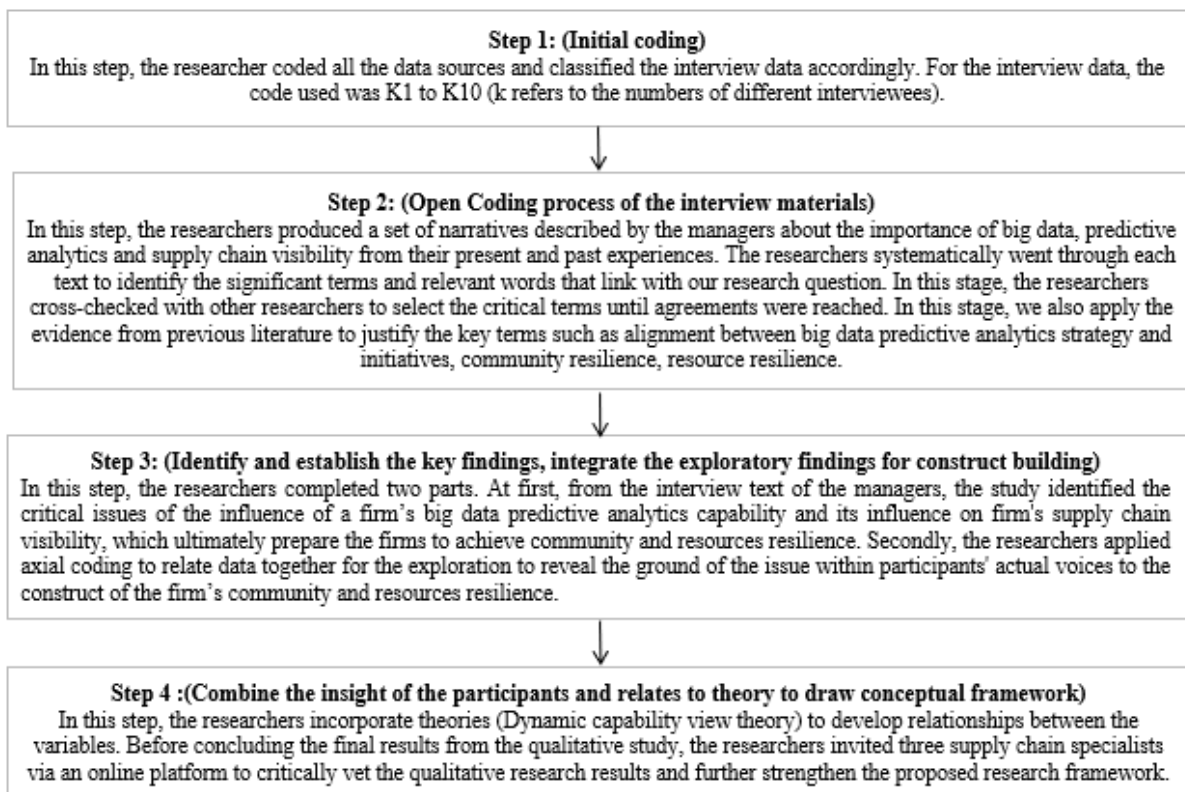 Step 1: (Initial coding)
In this step, the researcher coded all the data sources and classified the interview data accordingly. For the interview data, the
code used was K1 to K10 (k refers to the numbers of different interviewees).
Step 2: (Open Coding process of the interview materials)
In this step, the researchers produced a set of narratives described by the managers about the importance of big data, predictive
analytics and supply chain visibility from their present and past experiences. The researchers systematically went through each
text to identify the significant terms and relevant words that link with our research question. In this stage, the researchers
cross-checked with other researchers to select the critical terms until agreements were reached. In this stage, we also apply the
evidence from previous literature to justify the key terms such as alignment between big data predictive analytics strategy and
initiatives, community resilience, resource resilience.
Step 3: (Identify and establish the key findings, integrate the exploratory findings for construct building)
In this step, the researchers completed two parts. At first, from the interview text of the managers, the study identified the
critical issues of the influence of a firm's big data predictive analytics capability and its influence on firm's supply chain
visibility, which ultimately prepare the firms to achieve community and resources resilience. Secondly, the researchers applied
axial coding to relate data together for the exploration to reveal the ground of the issue within participants' actual voices to the
construct of the firm's community and resources resilience.
Step 4 :(Combine the insight of the participants and relates to theory to draw conceptual framework)
In this step, the researchers incorporate theories (Dynamic capability view theory) to develop relationships between the
variables. Before concluding the final results from the qualitative study, the researchers invited three supply chain specialists
via an online platform to critically vet the qualitative research results and further strengthen the proposed research framework.